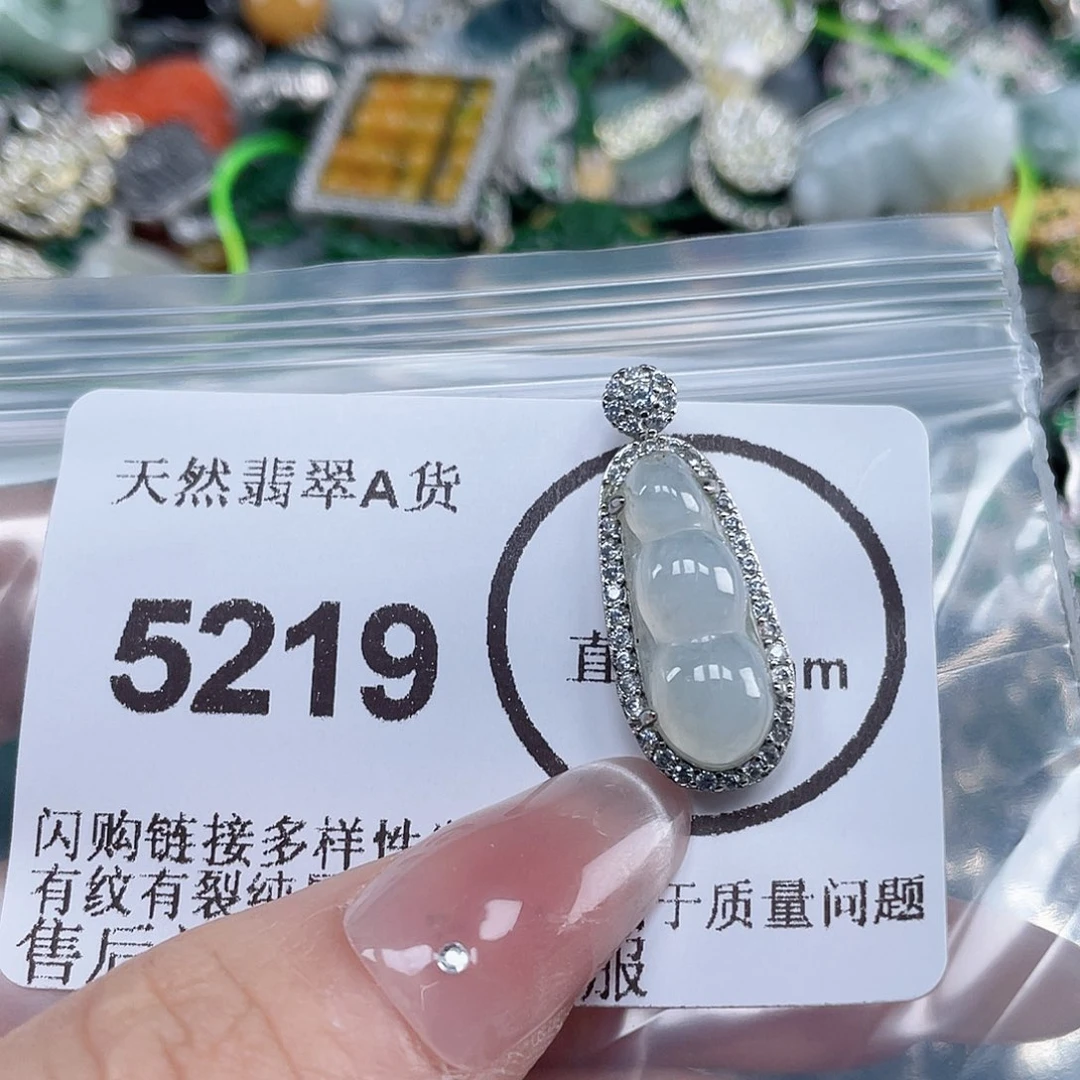 天然翡翠A货
5219
直 m
闪购链接多样性
有纹有裂纯 于质量问题
售后 服